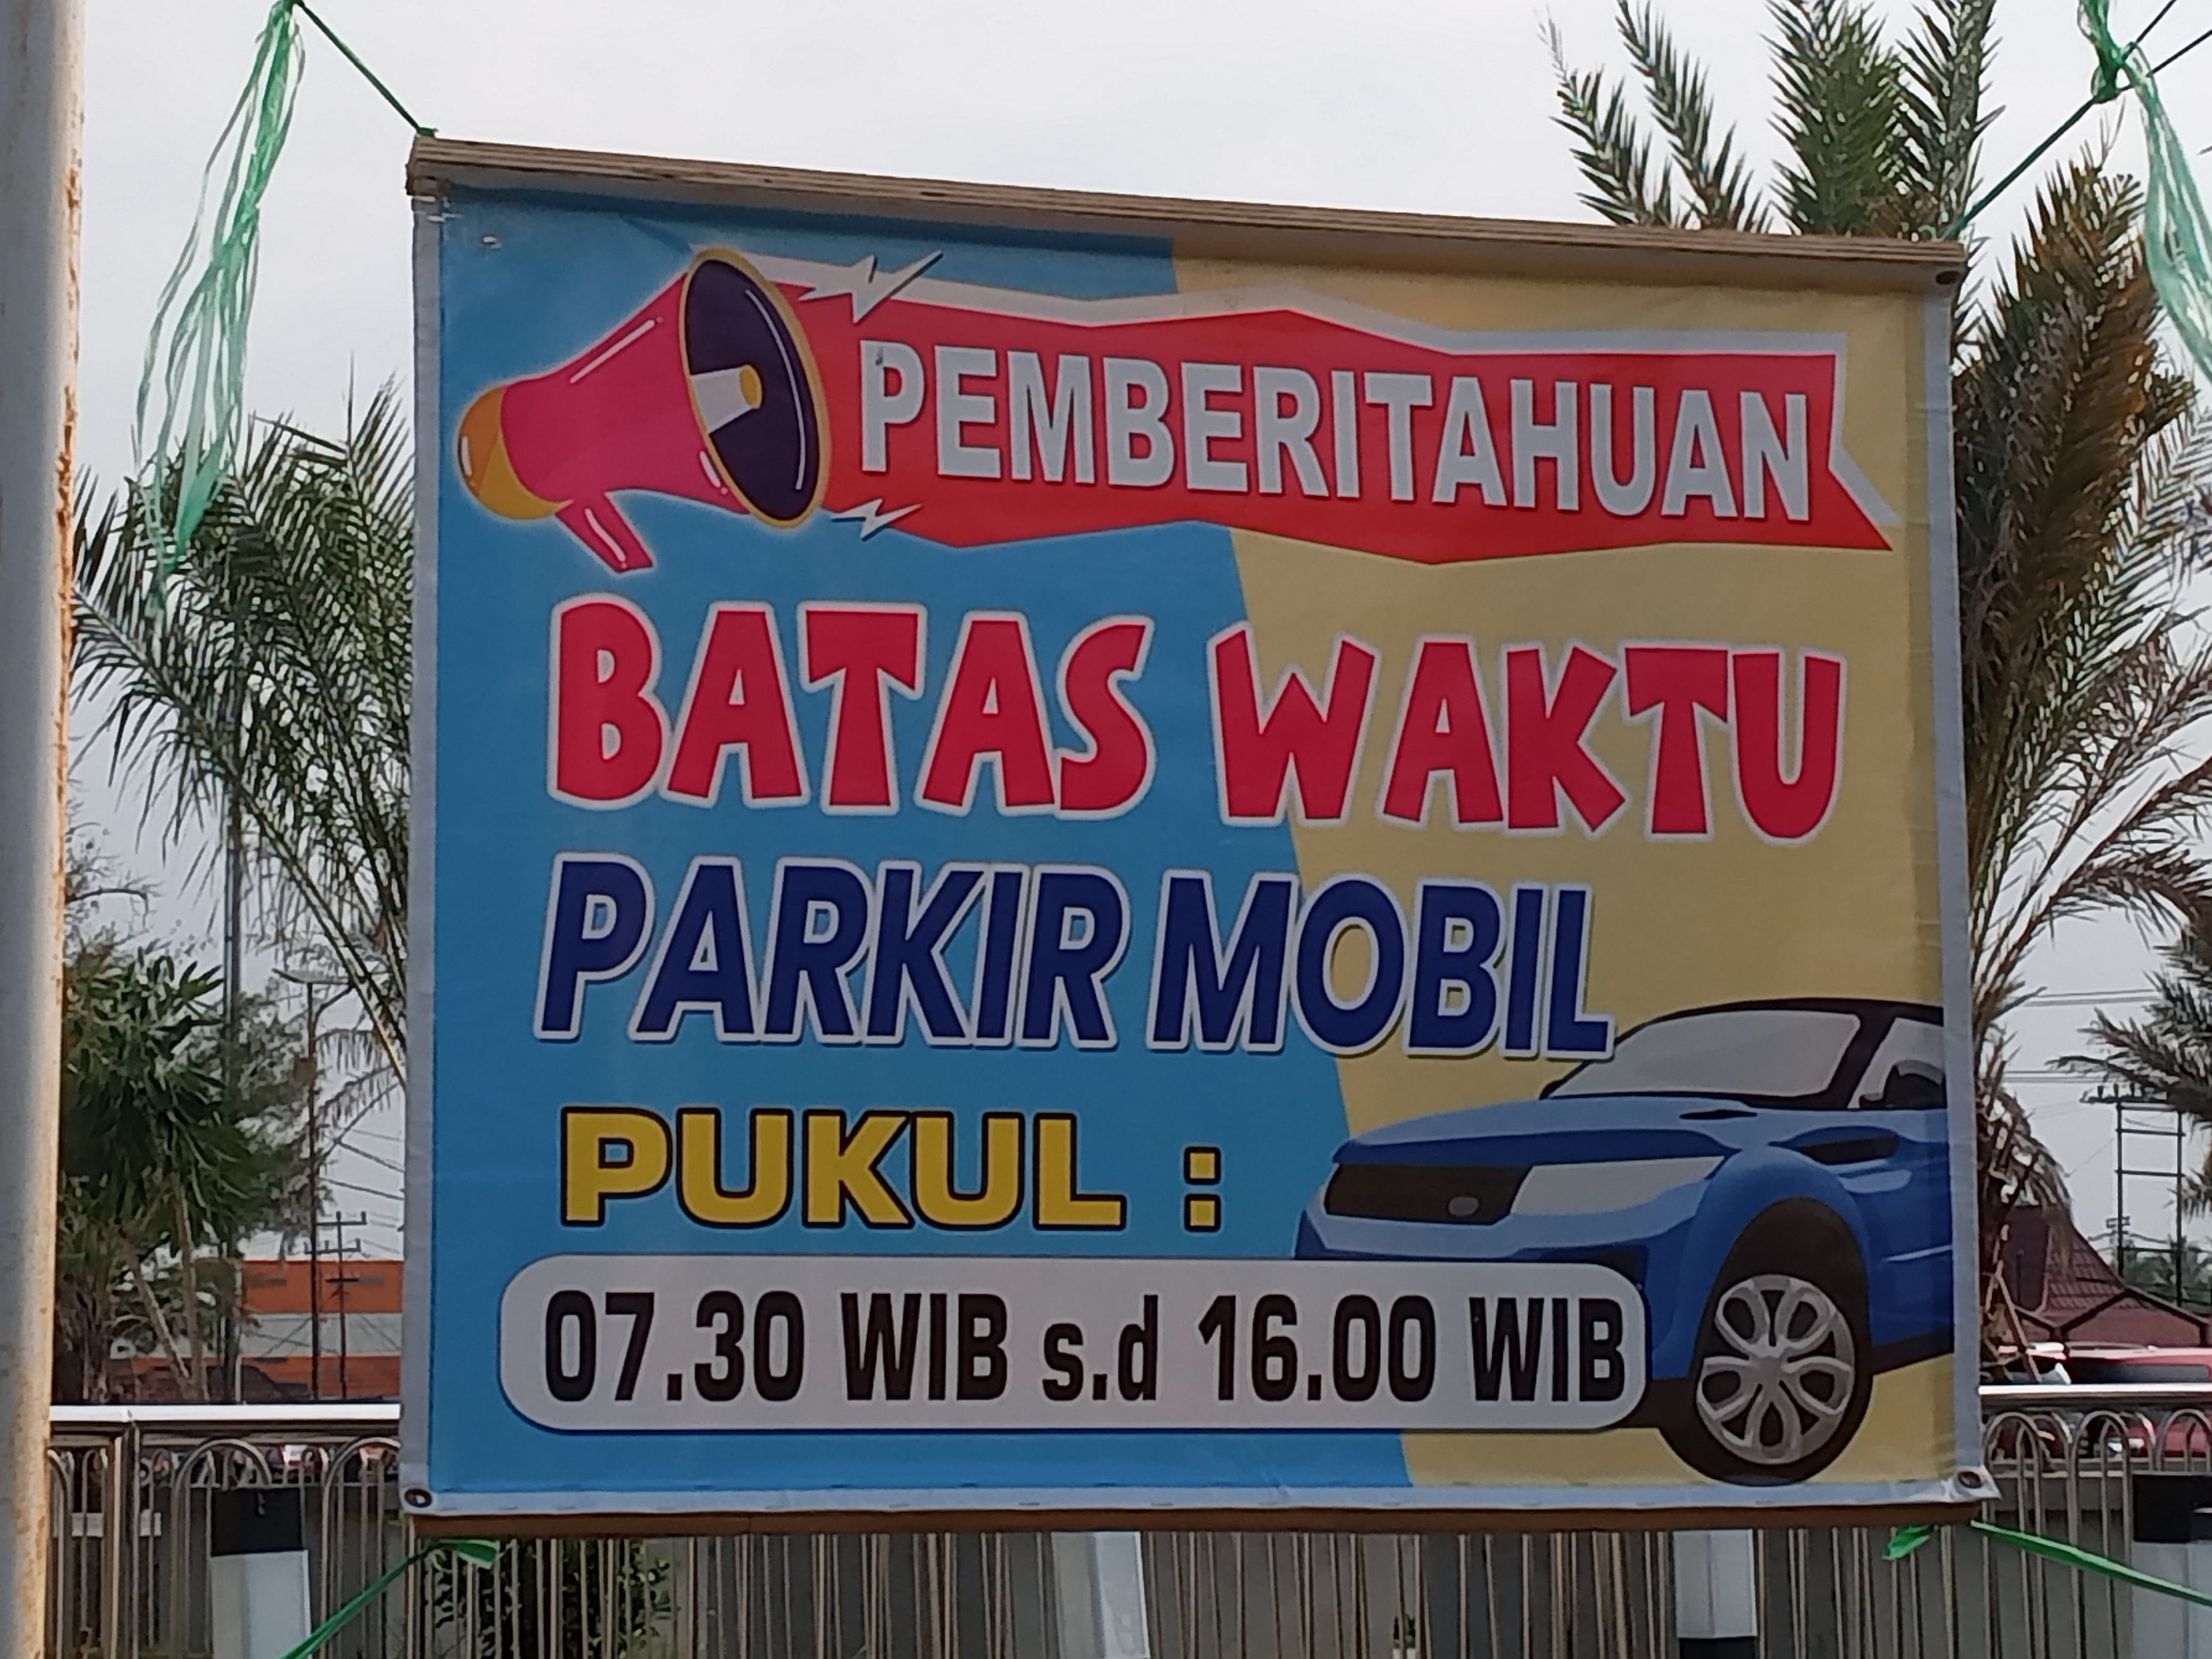 PEMBERITAHUAN
BATAS WAKTU
PARKIR MOBIL
PUKUL :
07.30 WIB s.d 16.00 WIB